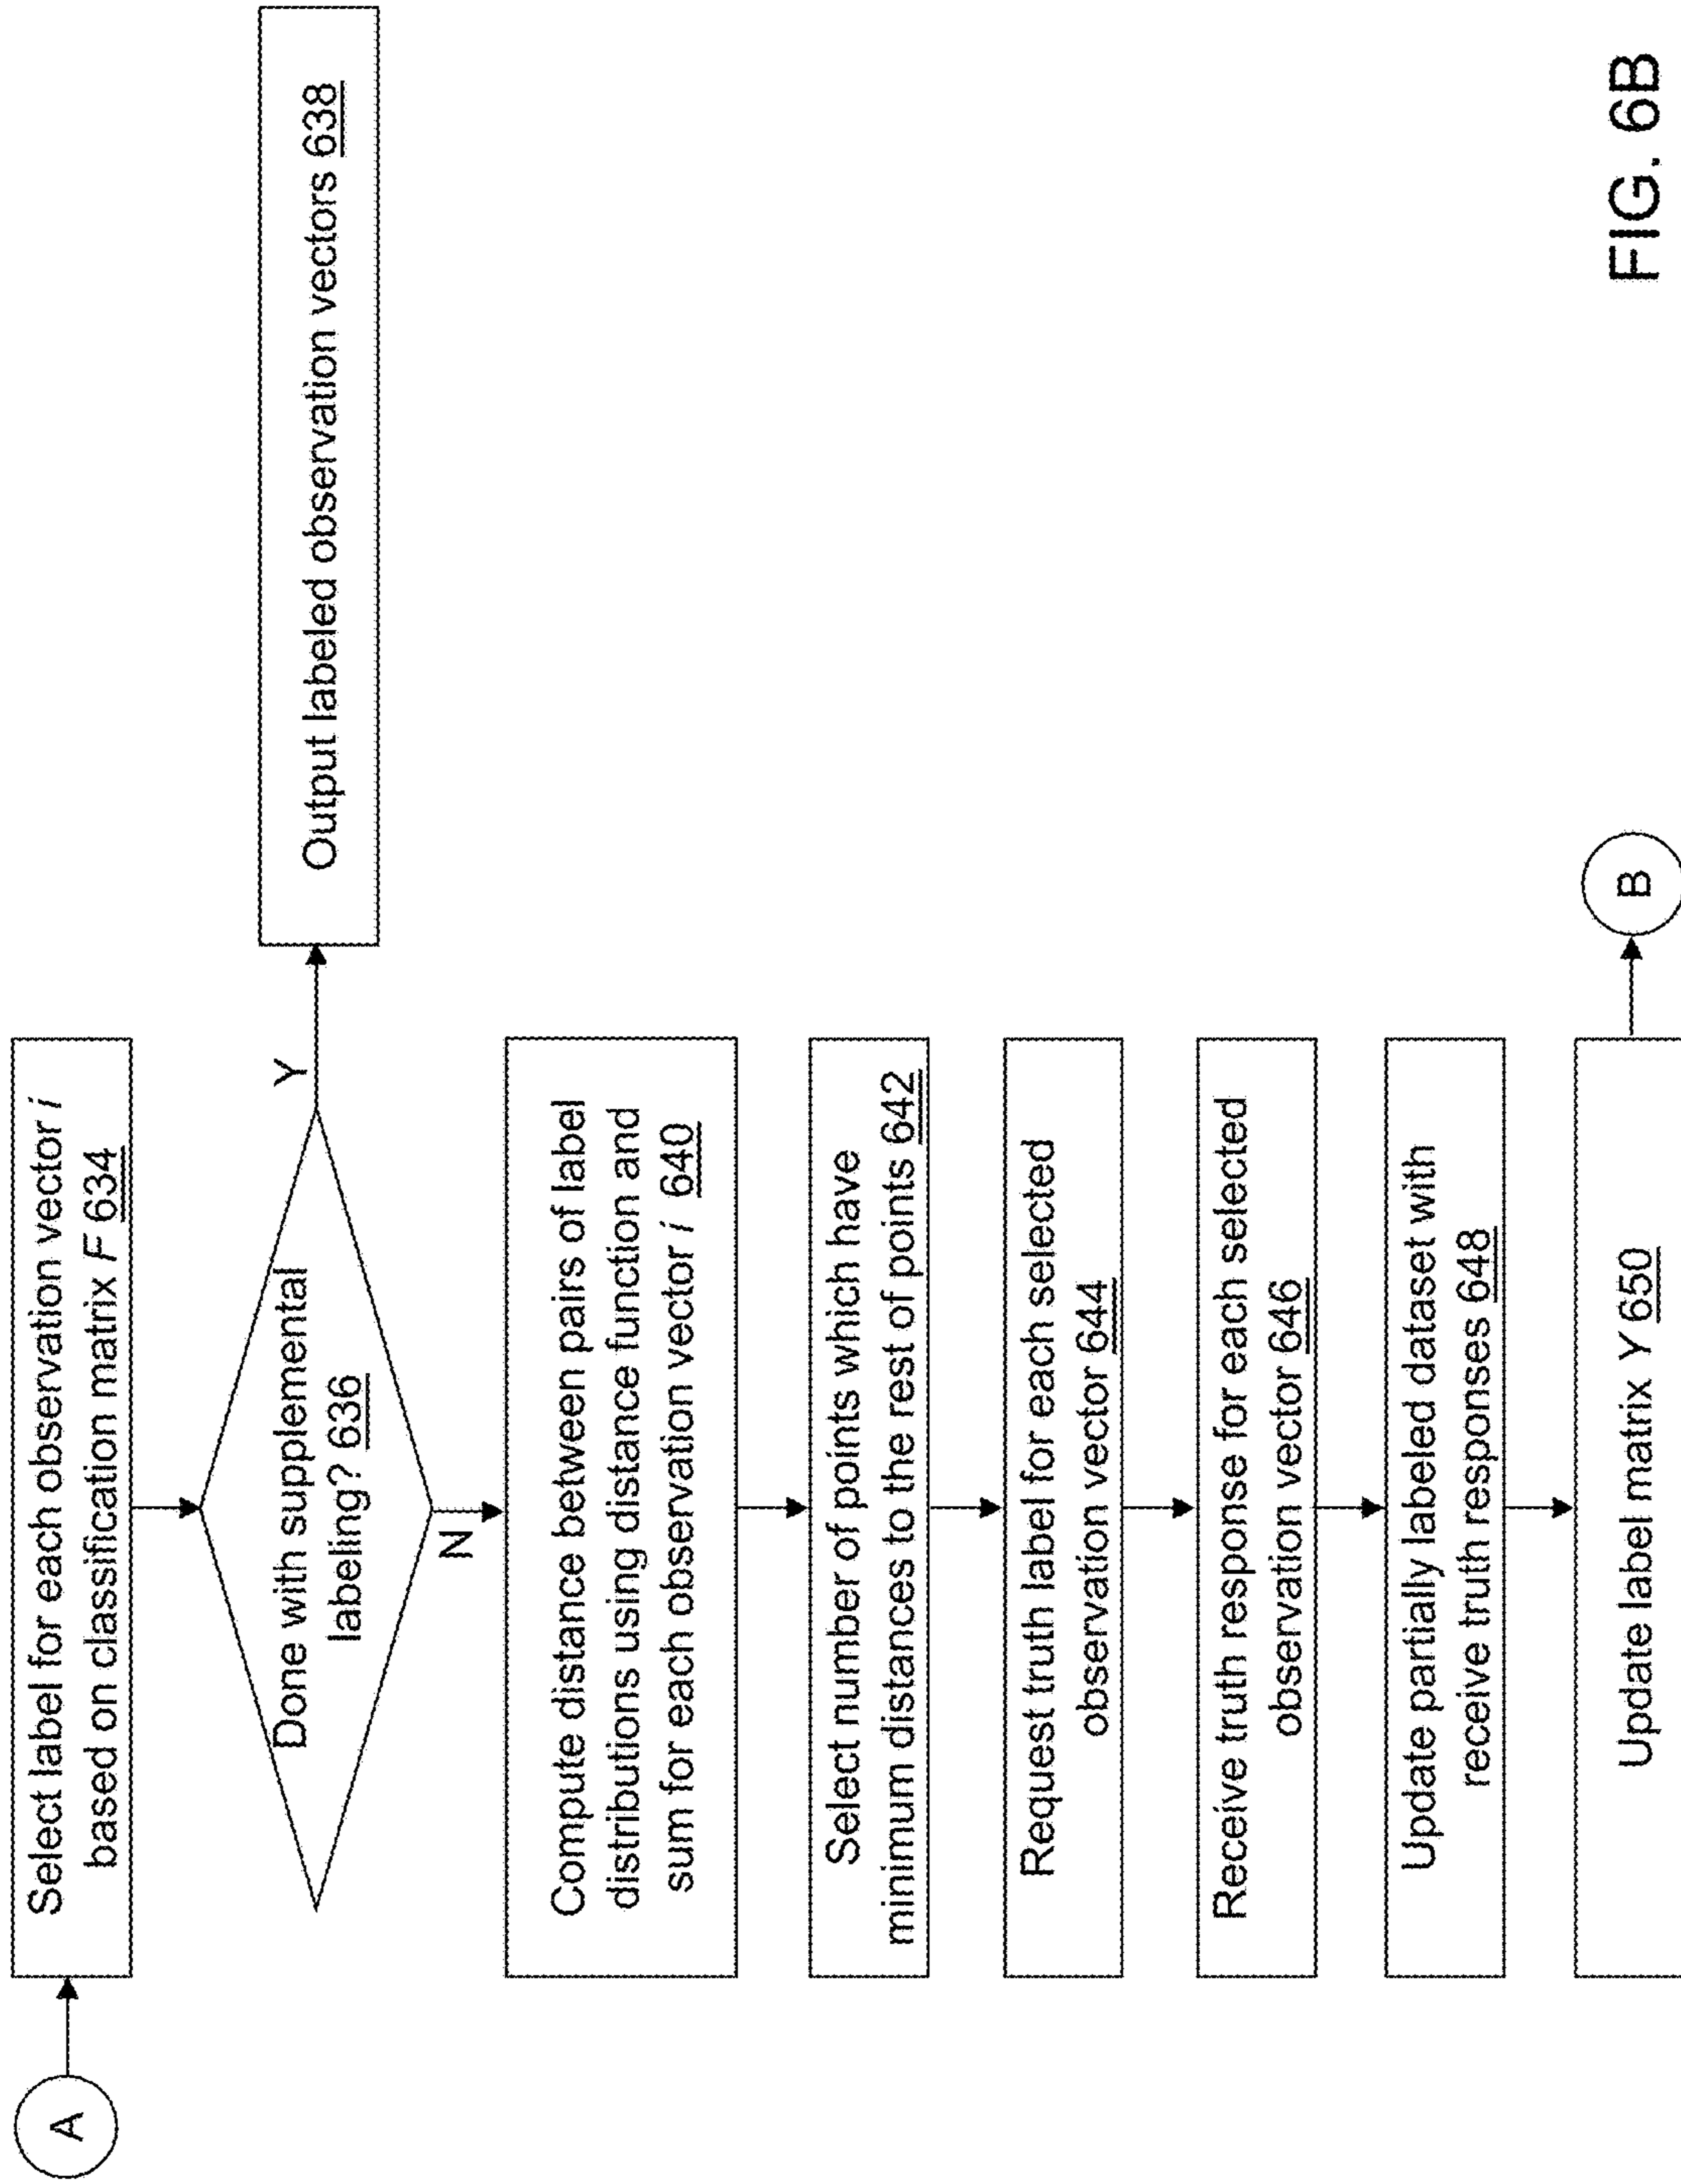 A
Select label for each observation vector i
based on classification matrix F 634
Done with supplemental
labeling? 636
Y
Output labeled observation vectors 638
N
Compute distance between pairs of label
distributions using distance function and
sum for each observation vector i 640
Select number of points which have
minimum distances to the rest of points 642
Request truth label for each selected
observation vector 644
Receive truth response for each selected
observation vector 646
Update partially labeled dataset with
receive truth responses 648
Update label matrix Y 650
B
FIG. 6B